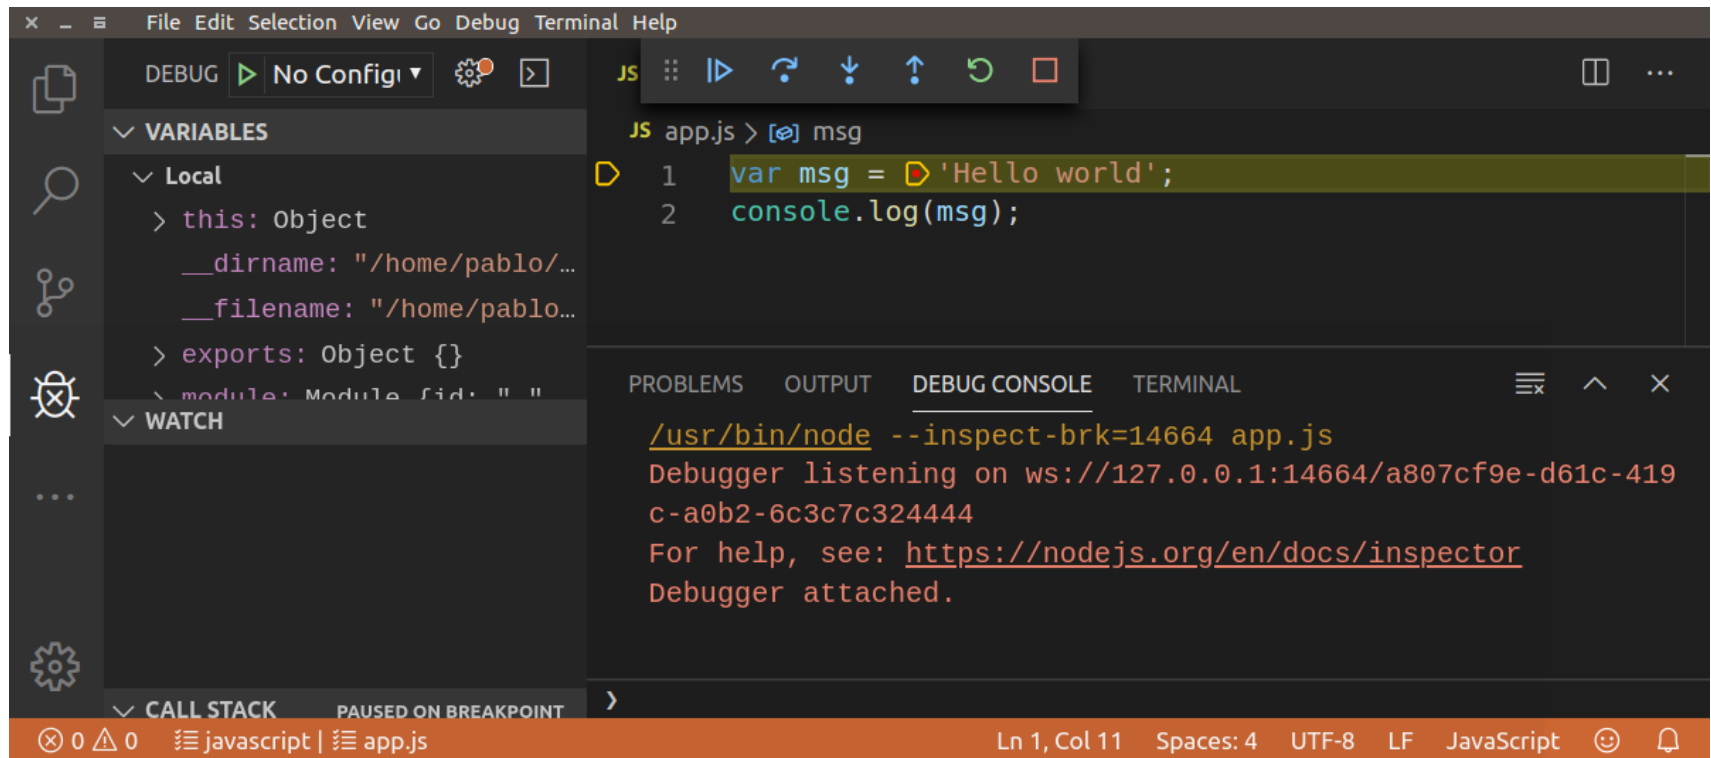 File Edit Selection View Go Debug Terminal Help
DEBUG No Configu
JS
VARIABLES
Local
this: Object
__dirname: "/home/pablo/…
__filename: "/home/pablo…
exports: Object {}
module: Module {id: "."
WATCH
CALL STACK PAUSED ON BREAKPOINT
JS app.js > msg
1 var msg = 'Hello world';
2 console.log(msg);
PROBLEMS OUTPUT DEBUG CONSOLE TERMINAL
/usr/bin/node --inspect-brk=14664 app.js
Debugger listening on ws://127.0.0.1:14664/a807cf9e-d61c-419
c-a0b2-6c3c7c324444
For help, see: https://nodejs.org/en/docs/inspector
Debugger attached.
0 0 javascript | app.js Ln 1, Col 11 Spaces: 4 UTF-8 LF JavaScript